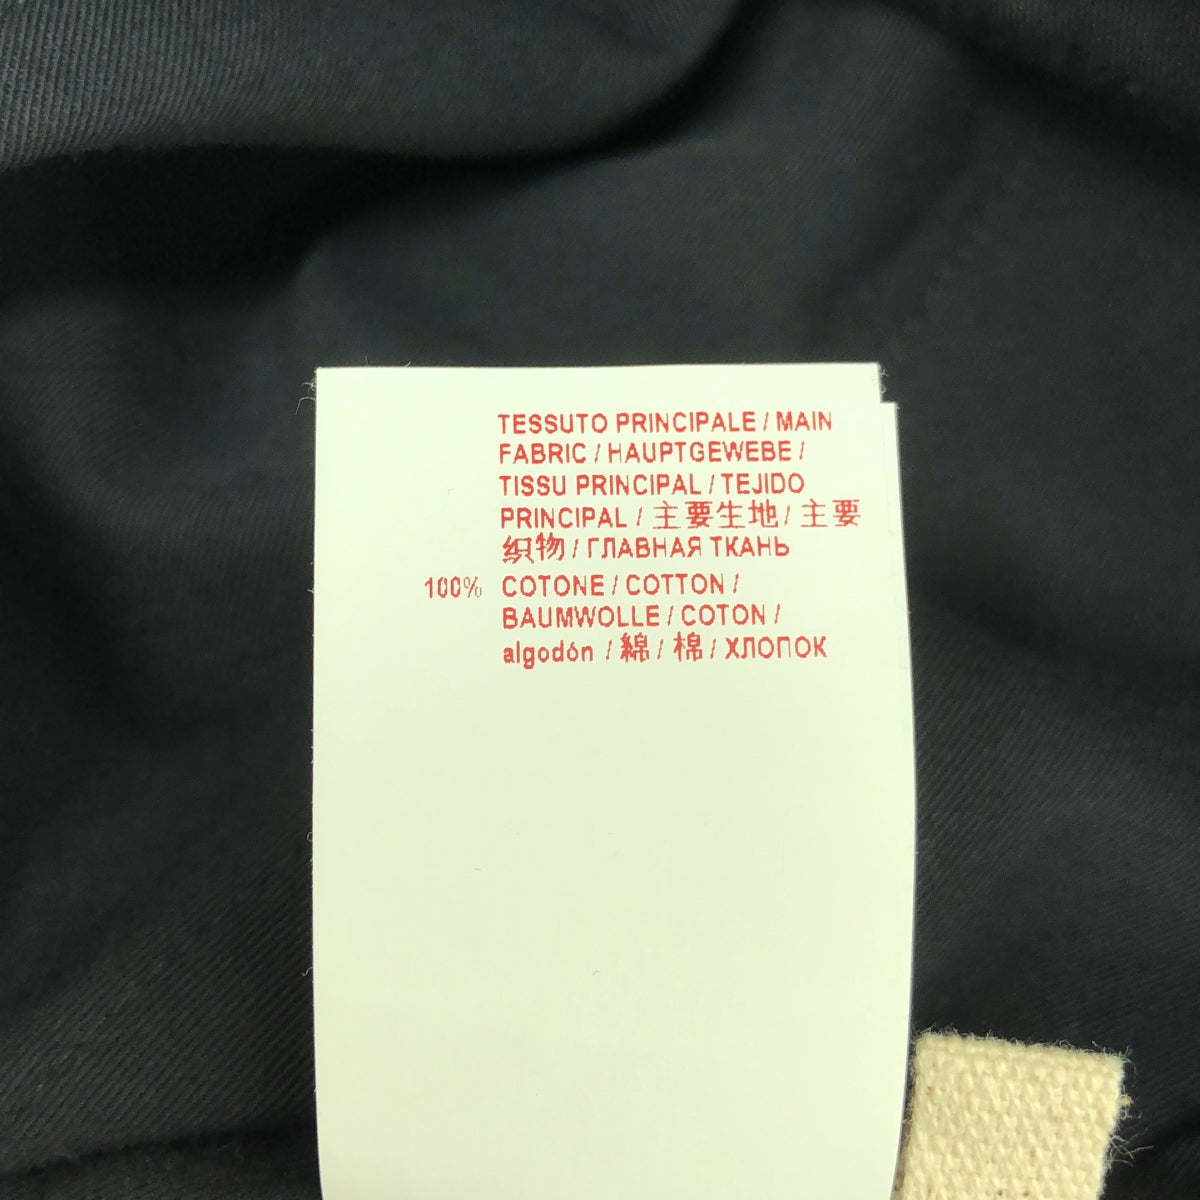 TESSUTO PRINCIPALE / MAIN
FABRIC / HAUPTGEWEBE /
TISSU PRINCIPAL / TEJIDO
PRINCIPAL / 主要生地 / 主要
织物 / ГЛАВНАЯ ТКАНЬ
100% COTONE / COTTON /
BAUMWOLLE / COTON /
algodón / 綿 / 棉 / ХЛОПОК